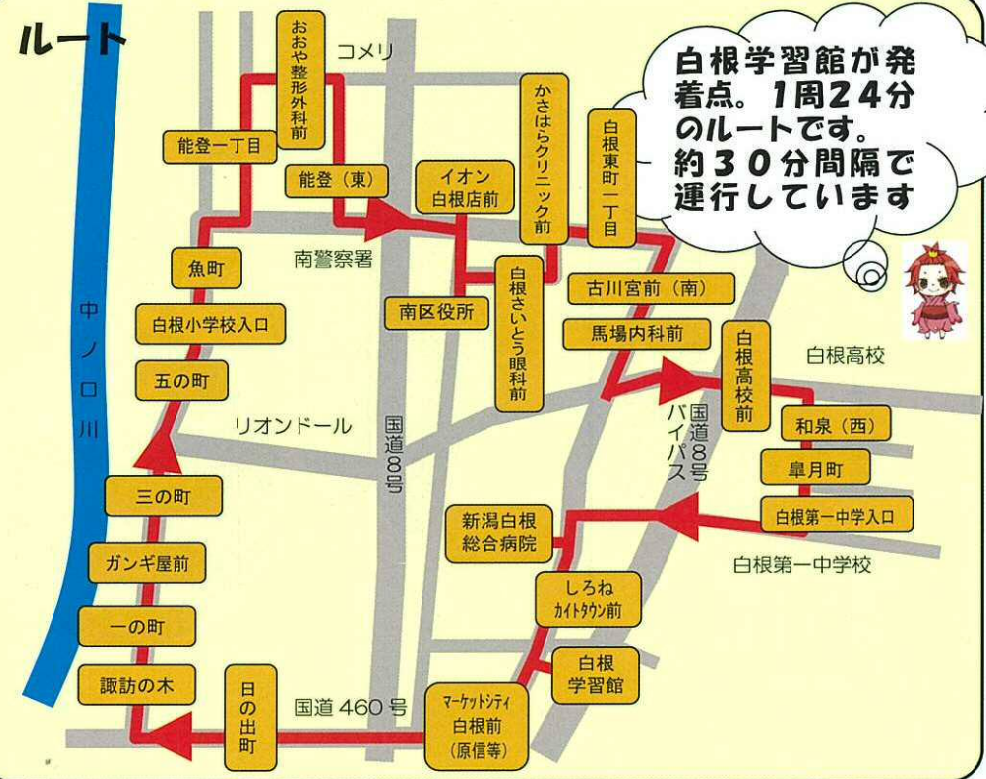 ルート
白根学習館が発
着点。1周24分
のルートです。
約30分間隔で
運行しています
コメリ
おおや整形外科前
能登一丁目
能登（東）
イオン
白根店前
かさはらクリニック前
白根東町一丁目
南警察署
魚町
南区役所
白根さいとう眼科前
古川宮前（南）
白根小学校入口
馬場内科前
白根高校前
白根高校
五の町
中ノ口川
リオンドール
国道8号
国道8号
バイパス
和泉（西）
皐月町
三の町
白根第一中学入口
新潟白根
総合病院
白根第一中学校
ガンギ屋前
しろね
カイトタウン前
一の町
白根
学習館
諏訪の木
日の出町
国道460号
マーケットシティ
白根前
（原信等）